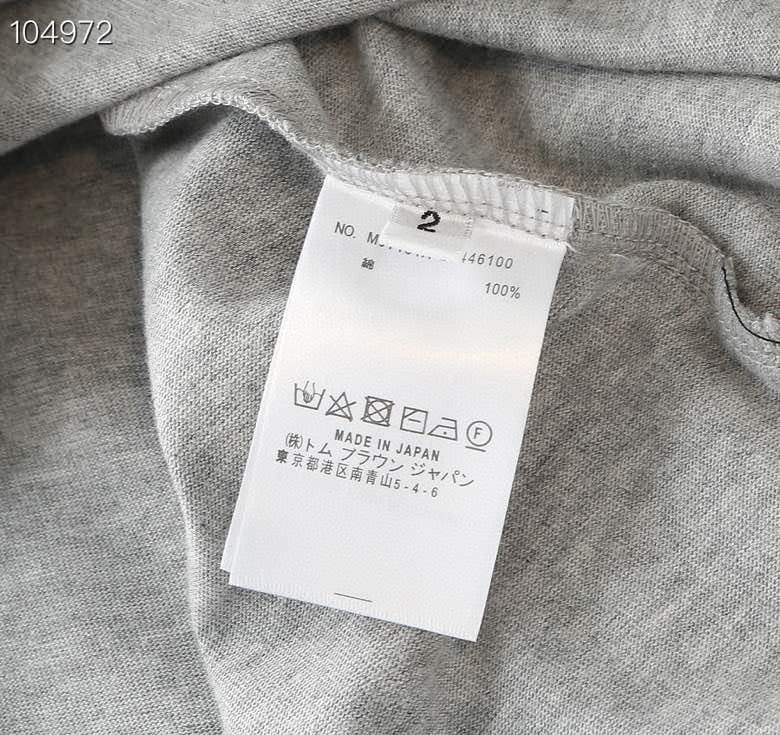 104972
2
NO. 446100
綿
100%
F
MADE IN JAPAN
(株)トム ブラウン ジャパン
東京都港区南青山5-4-6